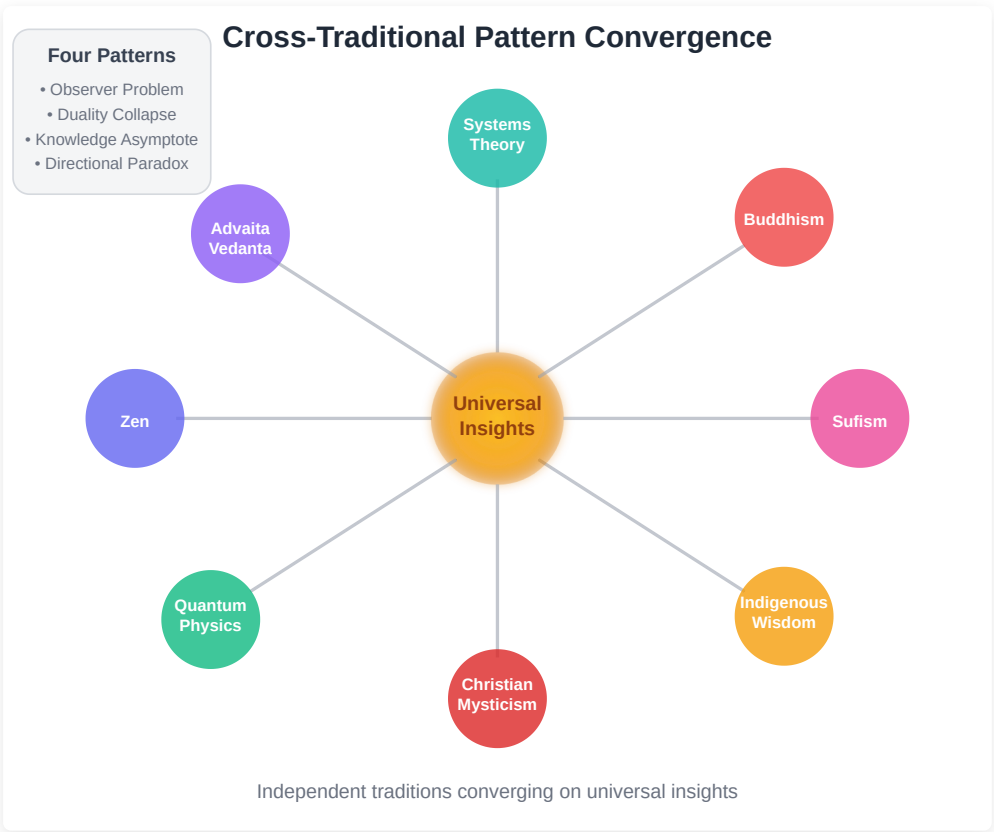 Cross-Traditional Pattern Convergence
Four Patterns
• Observer Problem
• Duality Collapse
• Knowledge Asymptote
• Directional Paradox
Systems
Theory
Buddhism
Advaita
Vedanta
Universal
Insights
Zen
Sufism
Quantum
Physics
Indigenous
Wisdom
Christian
Mysticism
Independent traditions converging on universal insights